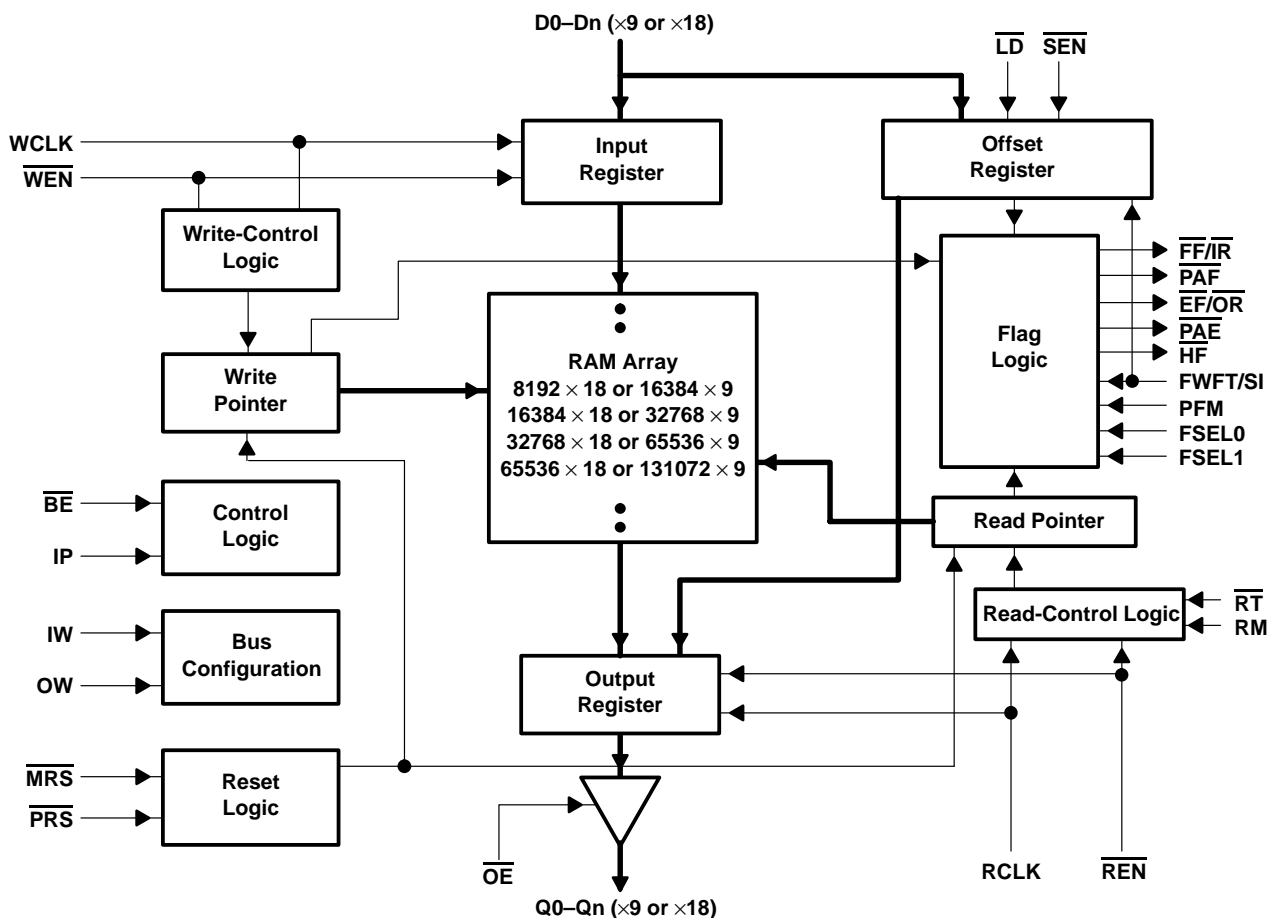 D0–Dn (×9 or ×18)
LD SEN
WCLK
WEN
Input
Register
Offset
Register
Write-Control
Logic
FF/IR
PAF
EF/OR
PAE
HF
FWFT/SI
PFM
FSEL0
FSEL1
Flag
Logic
Write
Pointer
RAM Array
8192 × 18 or 16384 × 9
16384 × 18 or 32768 × 9
32768 × 18 or 65536 × 9
65536 × 18 or 131072 × 9
BE
IP
Control
Logic
Read Pointer
Read-Control Logic
RT
RM
IW
OW
Bus
Configuration
Output
Register
MRS
PRS
Reset
Logic
OE
RCLK
REN
Q0–Qn (×9 or ×18)